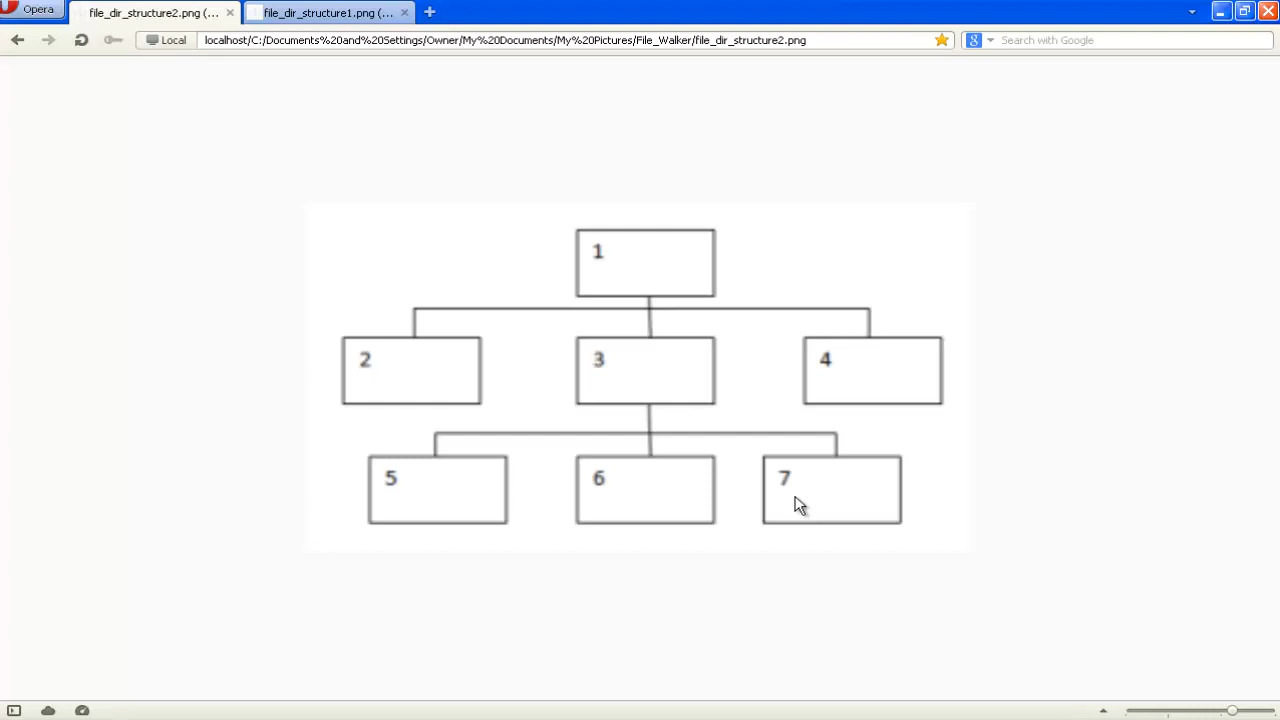 Opera
file_dir_structure2.png (...
file_dir_structure1.png (...
Local
localhost/C:/Documents%20and%20Settings/Owner/My%20Documents/My%20Pictures/File_Walker/file_dir_structure2.png
8
Search with Google
1
2 3 4
5 6 7